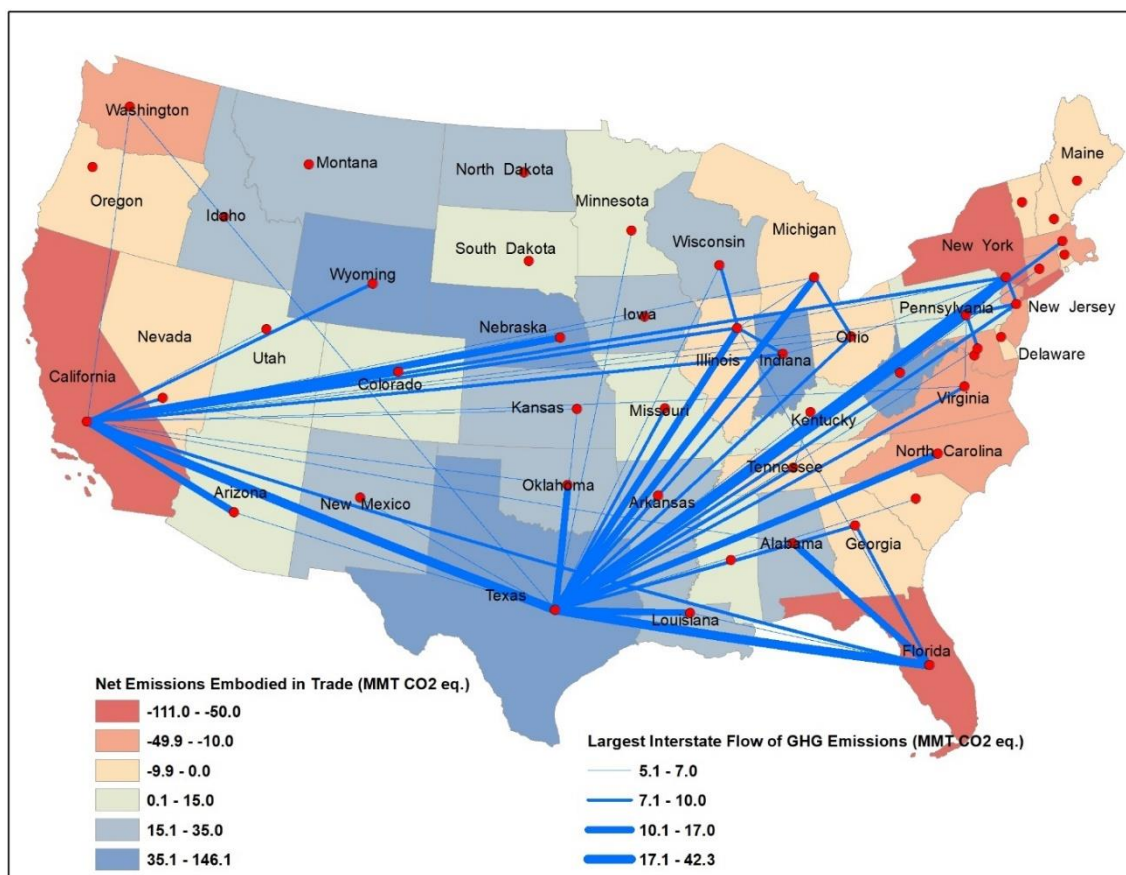 Washington
Montana
North Dakota
Minnesota
Maine
Oregon
Idaho
Wisconsin
Michigan
New York
South Dakota
Wyoming
Nebraska
Iowa
Pennsylvania
New Jersey
Nevada
Utah
Illinois
Indiana
Ohio
Delaware
California
Colorado
Kansas
Missouri
Kentucky
Virginia
Tennessee
North Carolina
Arizona
New Mexico
Oklahoma
Arkansas
Alabama
Georgia
Texas
Louisiana
Florida
Net Emissions Embodied in Trade (MMT CO2 eq.)
-111.0 - -50.0
-49.9 - -10.0
-9.9 - 0.0
0.1 - 15.0
15.1 - 35.0
35.1 - 146.1
Largest Interstate Flow of GHG Emissions (MMT CO2 eq.)
5.1 - 7.0
7.1 - 10.0
10.1 - 17.0
17.1 - 42.3